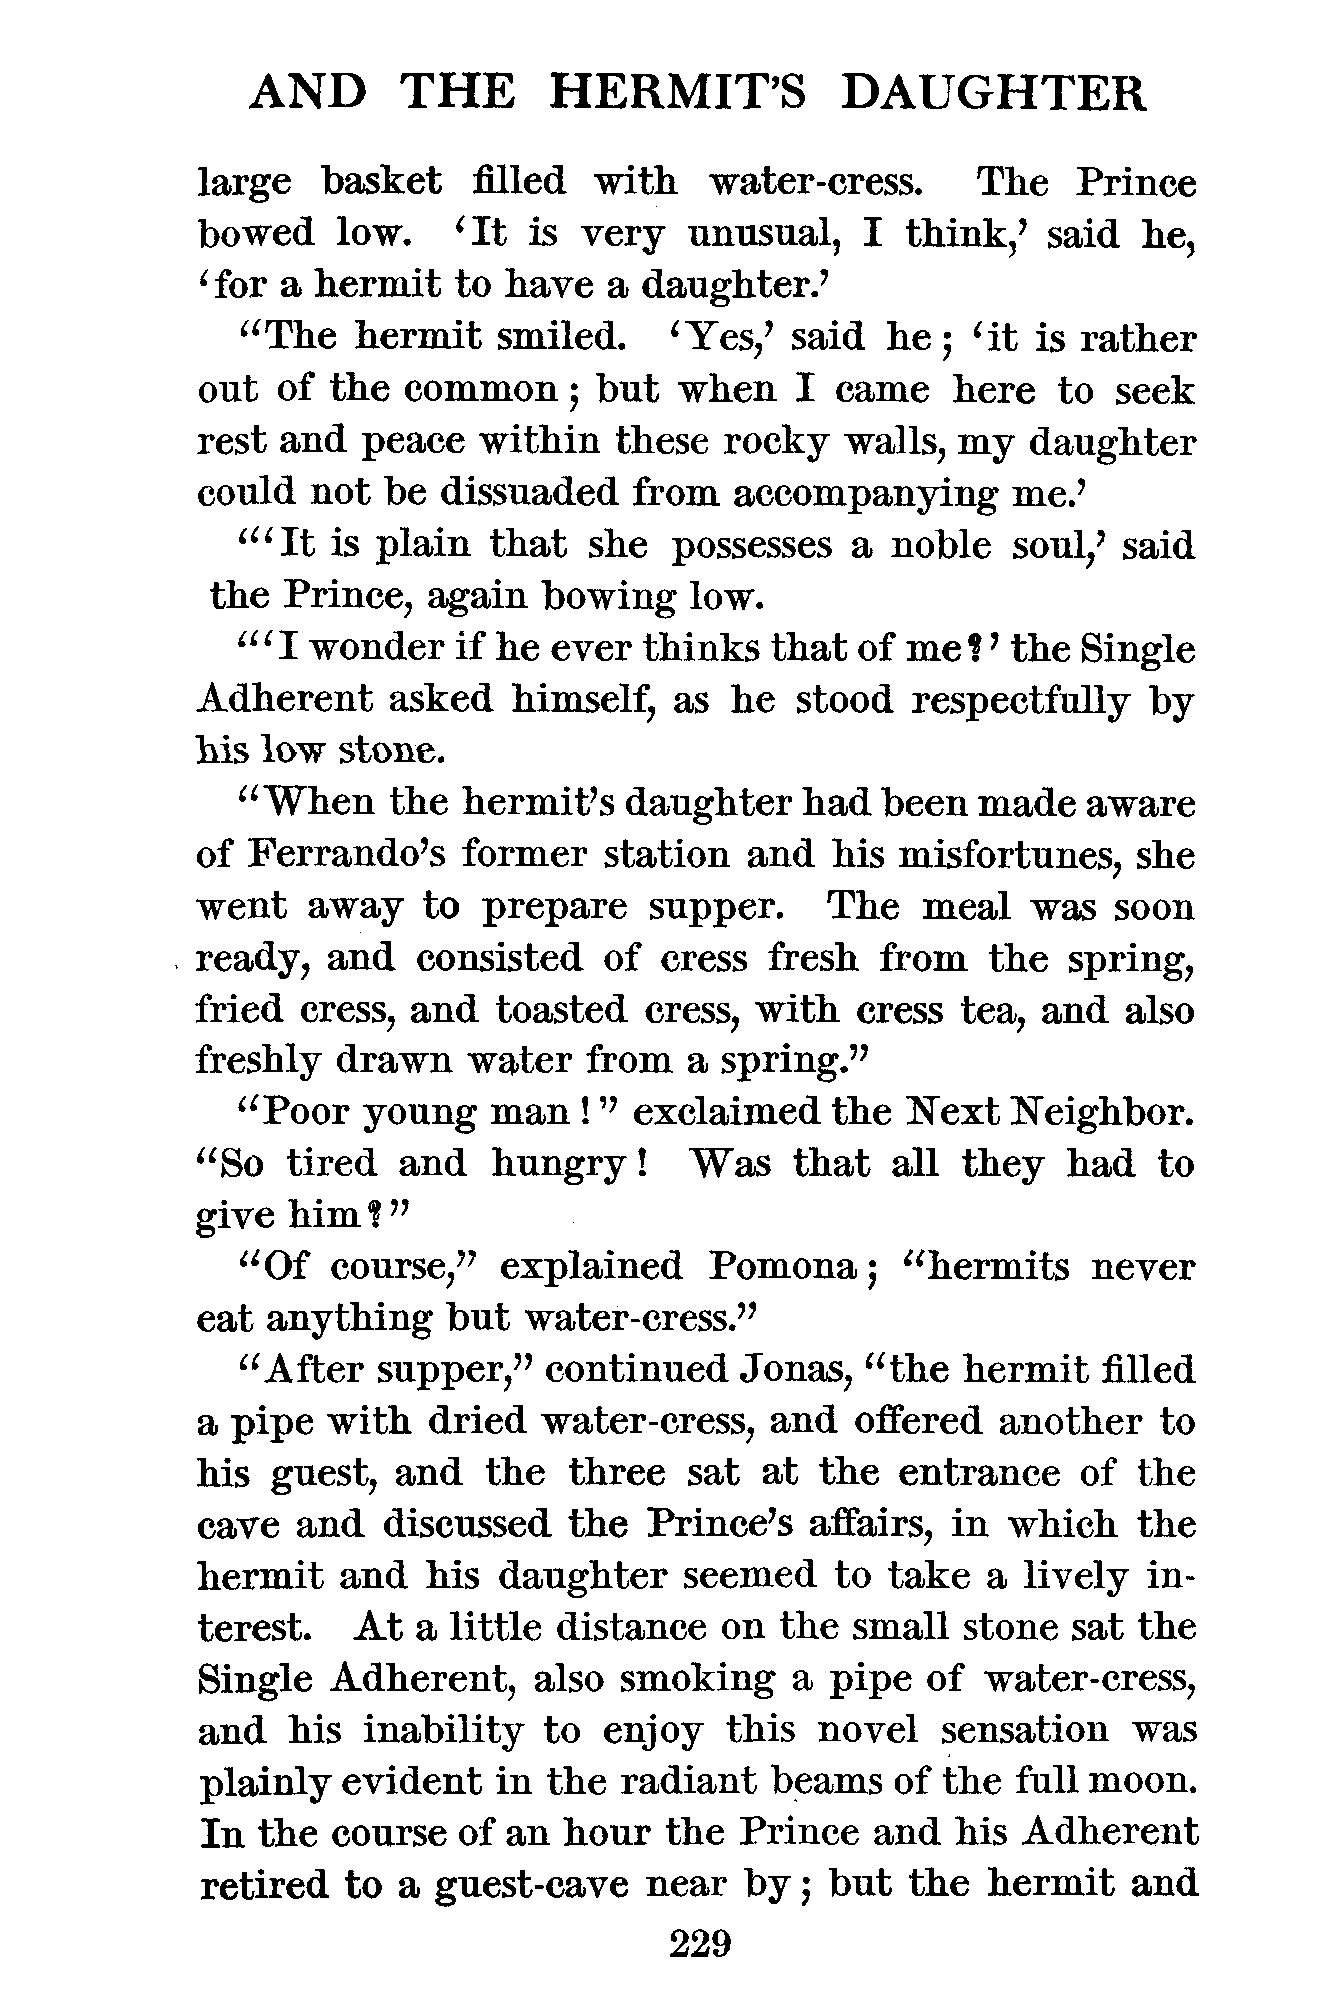 AND THE HERMIT'S DAUGHTER
large basket filled with water-cress. The Prince
bowed low. ‘It is very unusual, I think,’ said he,
‘for a hermit to have a daughter.’
“The hermit smiled. ‘Yes,’ said he; ‘it is rather
out of the common; but when I came here to seek
rest and peace within these rocky walls, my daughter
could not be dissuaded from accompanying me.’
“‘It is plain that she possesses a noble soul,’ said
the Prince, again bowing low.
“‘I wonder if he ever thinks that of me?’ the Single
Adherent asked himself, as he stood respectfully by
his low stone.
“When the hermit’s daughter had been made aware
of Ferrando’s former station and his misfortunes, she
went away to prepare supper. The meal was soon
ready, and consisted of cress fresh from the spring,
fried cress, and toasted cress, with cress tea, and also
freshly drawn water from a spring.”
“Poor young man!” exclaimed the Next Neighbor.
“So tired and hungry! Was that all they had to
give him?”
“Of course,” explained Pomona; “hermits never
eat anything but water-cress.”
“After supper,” continued Jonas, “the hermit filled
a pipe with dried water-cress, and offered another to
his guest, and the three sat at the entrance of the
cave and discussed the Prince’s affairs, in which the
hermit and his daughter seemed to take a lively in-
terest. At a little distance on the small stone sat the
Single Adherent, also smoking a pipe of water-cress,
and his inability to enjoy this novel sensation was
plainly evident in the radiant beams of the full moon.
In the course of an hour the Prince and his Adherent
retired to a guest-cave near by; but the hermit and
229